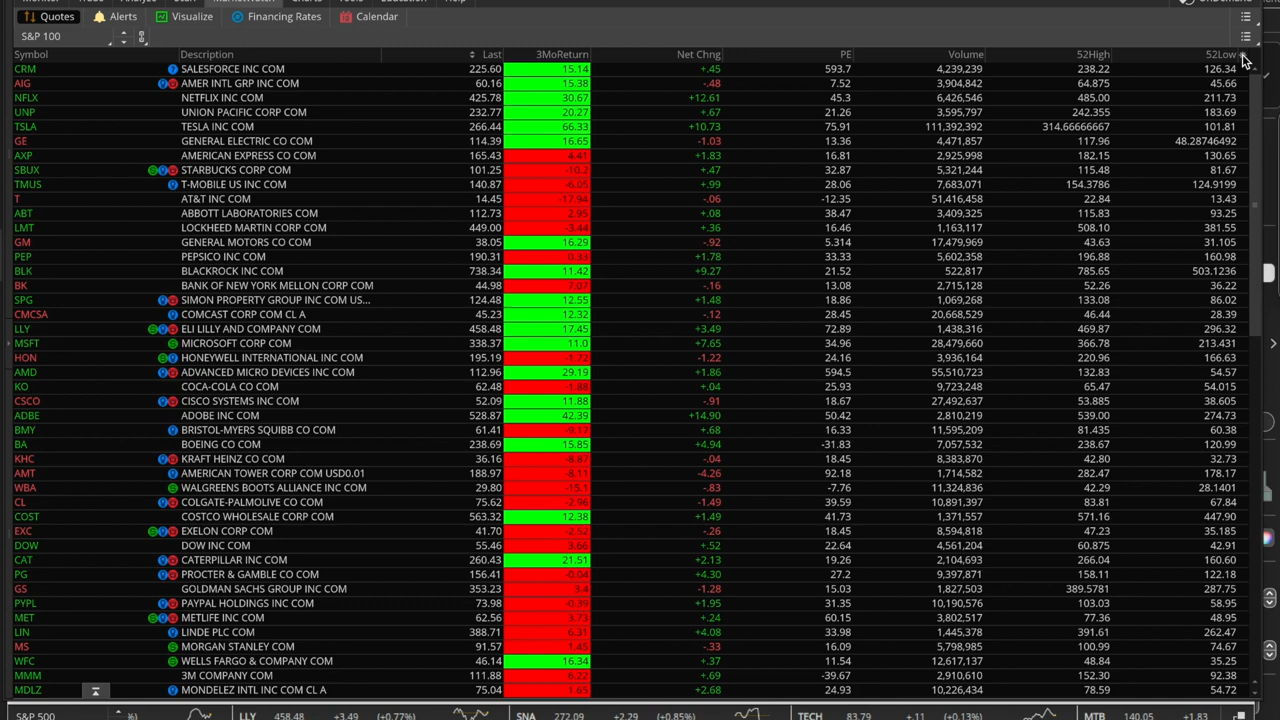 Quotes Alerts Visualize Financing Rates Calendar
S&P 100
Symbol Description Last 3MoReturn Net Chng PE Volume 52High 52Low
CRM SALESFORCE INC COM 225.60 15.14 +.45 593.7 4,239,239 238.22 126.34
AIG AMER INTL GRP INC COM 60.16 15.38 -.48 7.52 3,904,842 64.875 45.66
NFLX NETFLIX INC COM 425.78 30.67 +12.61 45.3 6,426,546 485.00 211.73
UNP UNION PACIFIC CORP COM 232.77 20.27 +.67 21.26 3,595,797 242.355 183.69
TSLA TESLA INC COM 266.44 66.33 +10.73 75.91 111,392,392 314.66666667 101.81
GE GENERAL ELECTRIC CO COM 114.39 16.65 -1.03 13.36 4,471,857 117.96 48.28746492
AXP AMERICAN EXPRESS CO COM 165.43 4.41 +1.83 16.81 2,925,998 182.15 130.65
SBUX STARBUCKS CORP COM 101.25 -10.2 +.47 32.87 5,321,244 115.48 81.67
TMUS T-MOBILE US INC COM 140.87 -6.05 +.99 28.06 7,683,071 154.3786 124.9199
T AT&T INC COM 14.45 -17.94 -.06 -12.35 51,416,458 22.84 13.43
ABT ABBOTT LABORATORIES COM 112.73 2.95 +.08 38.47 3,409,325 115.83 93.25
LMT LOCKHEED MARTIN CORP COM 449.00 -3.44 +.36 16.46 1,163,117 508.10 381.55
GM GENERAL MOTORS CO COM 38.05 16.29 -.92 5.314 17,479,969 43.63 31.105
PEP PEPSICO INC COM 190.31 0.33 +1.78 33.33 5,602,358 196.88 160.98
BLK BLACKROCK INC COM 738.34 11.42 +9.27 21.52 522,817 785.65 503.1236
BK BANK OF NEW YORK MELLON CORP COM 44.98 7.07 -.16 13.08 2,715,128 52.26 36.22
SPG SIMON PROPERTY GROUP INC COM US... 124.48 12.55 +1.48 18.86 1,069,268 133.08 86.02
CMCSA COMCAST CORP COM CL A 45.23 12.32 -.12 28.45 20,668,529 46.44 28.39
LLY ELI LILLY AND COMPANY COM 458.48 17.45 +3.49 72.89 1,438,316 469.87 296.32
MSFT MICROSOFT CORP COM 338.37 11.0 +7.65 34.96 28,479,660 366.78 213.431
HON HONEYWELL INTERNATIONAL INC COM 195.19 -1.72 -1.22 24.16 3,936,164 220.96 166.63
AMD ADVANCED MICRO DEVICES INC COM 112.96 29.19 +1.86 594.5 55,510,723 132.83 54.57
KO COCA-COLA CO COM 62.48 -1.88 +.04 25.93 9,723,248 65.47 54.015
CSCO CISCO SYSTEMS INC COM 52.09 11.88 -.91 18.67 27,492,637 53.885 38.605
ADBE ADOBE INC COM 528.87 42.39 +14.90 50.42 2,810,219 539.00 274.73
BMY BRISTOL-MYERS SQUIBB CO COM 61.41 -9.17 +.68 16.33 11,595,209 81.435 60.38
BA BOEING CO COM 238.69 15.85 +4.94 -31.83 7,057,532 238.67 120.99
KHC KRAFT HEINZ CO COM 36.16 -8.87 -.04 18.45 8,383,870 42.80 32.73
AMT AMERICAN TOWER CORP COM USD0.01 188.97 -8.11 -4.26 92.18 1,714,582 282.47 178.17
WBA WALGREENS BOOTS ALLIANCE INC COM 29.80 -15.1 -.83 -7.76 11,324,836 42.29 28.1401
CL COLGATE-PALMOLIVE CO COM 75.62 -2.96 -1.49 39.59 10,891,397 83.81 67.84
COST COSTCO WHOLESALE CORP COM 563.32 12.38 +1.49 41.73 1,371,557 571.16 447.90
EXC EXELON CORP COM 41.70 -2.52 -.26 18.45 8,594,818 47.23 35.185
DOW DOW INC COM 55.46 3.66 +.52 22.64 4,561,204 60.875 42.91
CAT CATERPILLAR INC COM 260.43 21.51 +2.13 19.26 2,104,693 266.04 160.60
PG PROCTER & GAMBLE CO COM 156.41 -0.04 +4.30 27.2 9,397,871 158.11 122.18
GS GOLDMAN SACHS GROUP INC COM 353.23 3.4 -1.28 15.03 1,827,503 389.5781 287.75
PYPL PAYPAL HOLDINGS INC COM 73.98 -0.39 +1.95 31.35 10,190,576 103.03 58.95
MET METLIFE INC COM 62.56 3.73 +.24 60.15 3,802,517 77.36 48.95
LIN LINDE PLC COM 388.71 6.31 +4.08 33.98 1,445,378 391.61 262.47
MS MORGAN STANLEY COM 91.57 1.45 -.33 16.09 5,798,985 100.99 74.67
WFC WELLS FARGO & COMPANY COM 46.14 16.34 +.37 11.54 12,617,137 48.84 35.25
MMM 3M COMPANY COM 111.88 6.22 +.69 -39.67 2,910,610 152.30 92.38
MDLZ MONDELEZ INTL INC COM CL A 75.04 1.65 +2.68 24.93 10,226,434 78.59 54.72
S&P 500 LLY 458.48 +3.49 (+0.77%) SNA 272.09 +2.29 (+0.85%) TECH 83.79 +.11 (+0.13%) MTB 140.05 +1.83